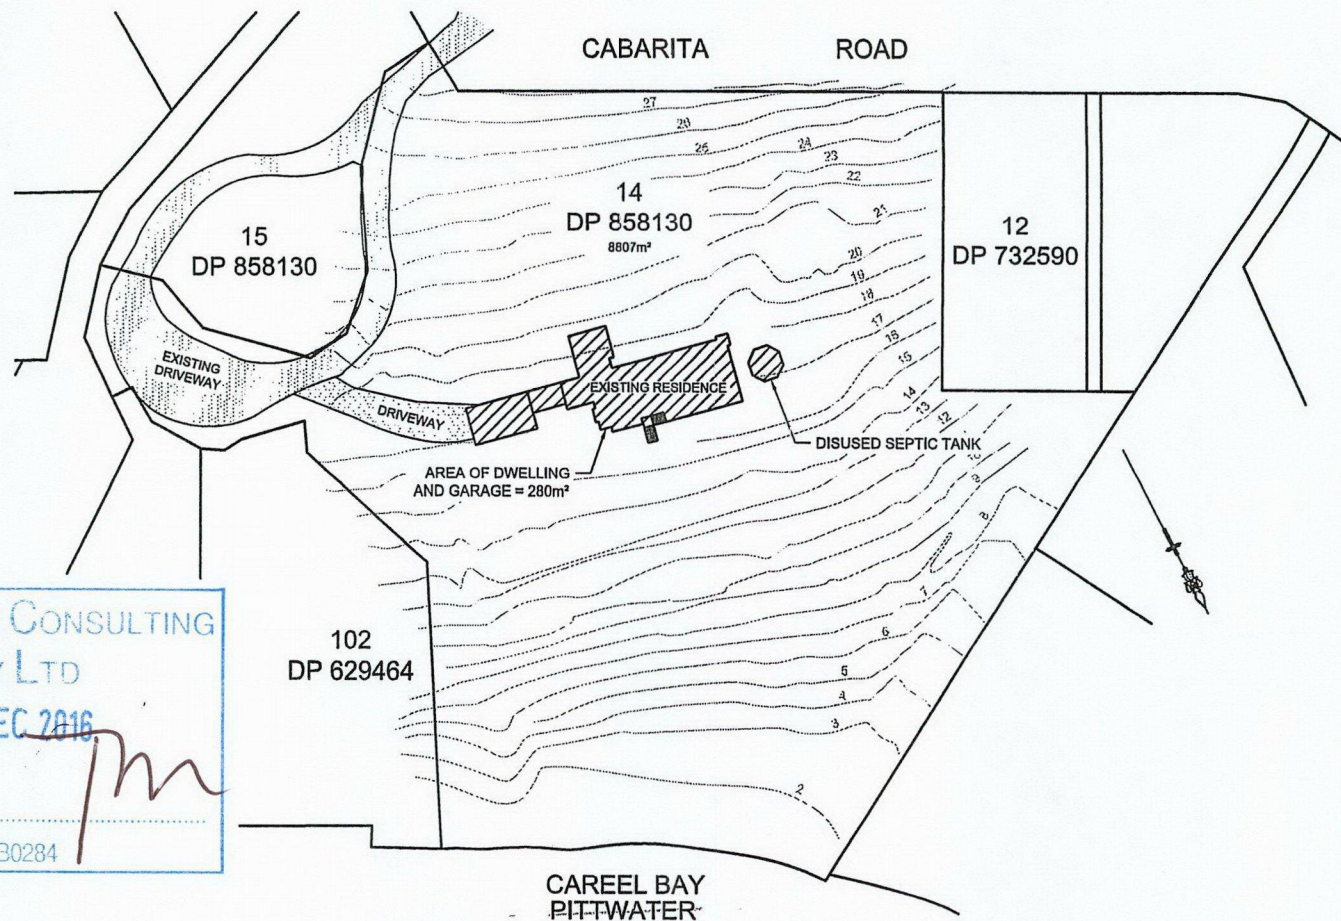 CABARITA ROAD
27
26
25
24
23
22
21
20
19
18
17
16
15
14
13
12
14
DP 858130
8807m²
15
DP 858130
12
DP 732590
EXISTING
DRIVEWAY
DRIVEWAY
EXISTING RESIDENCE
DISUSED SEPTIC TANK
AREA OF DWELLING
AND GARAGE = 280m²
9
8
7
6
5
4
3
2
102
DP 629464
CONSULTING
LTD
2016
30284
CAREEL BAY
PITTWATER